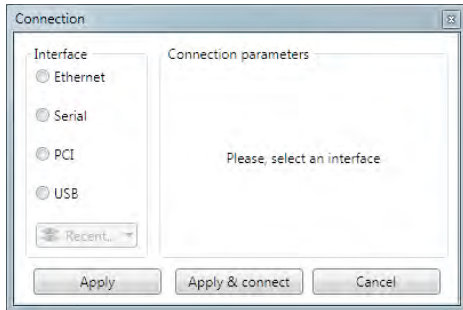 Connection
Interface
Connection parameters
Ethernet
Serial
PCI
Please, select an interface
USB
Recent...
Apply
Apply & connect
Cancel